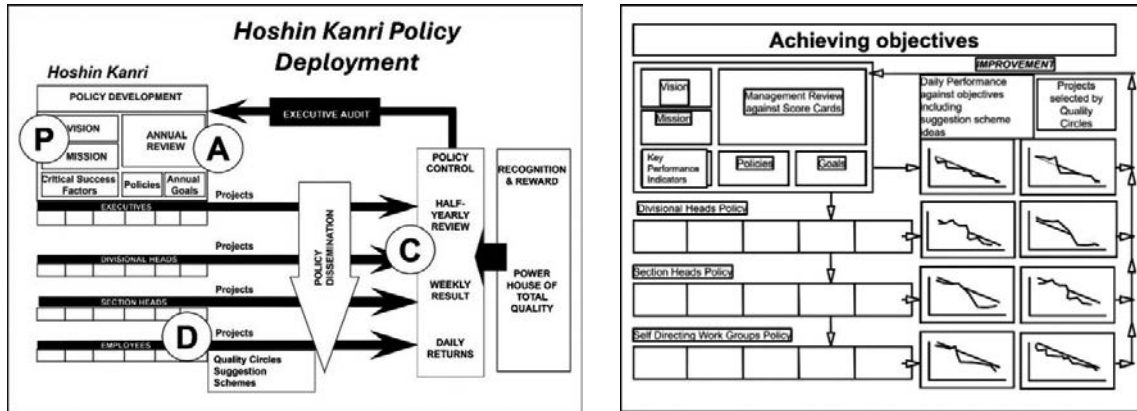 Hoshin Kanri Policy
Deployment
Hoshin Kanri
POLICY DEVELOPMENT
EXECUTIVE AUDIT
P
VISION
MISSION
ANNUAL
REVIEW
A
Critical Success
Factors
Policies
Annual
Goals
EXECUTIVES
Projects
DIVISIONAL HEADS
Projects
SECTION HEADS
Projects
EMPLOYEES
D
Projects
Quality Circles
Suggestion
Schemes
POLICY
DISSEMINATION
POLICY
CONTROL
HALF-
YEARLY
REVIEW
C
WEEKLY
RESULT
DAILY
RETURNS
RECOGNITION
& REWARD
POWER
HOUSE OF
TOTAL
QUALITY
Achieving objectives
IMPROVEMENT
Vision
Mission
Management Review
against Score Cards
Key
Performance
Indicators
Policies
Goals
Daily Performance
against objectives
including
suggestion scheme
ideas
Projects
selected by
Quality
Circles
Divisional Heads Policy
Section Heads Policy
Self Directing Work Groups Policy